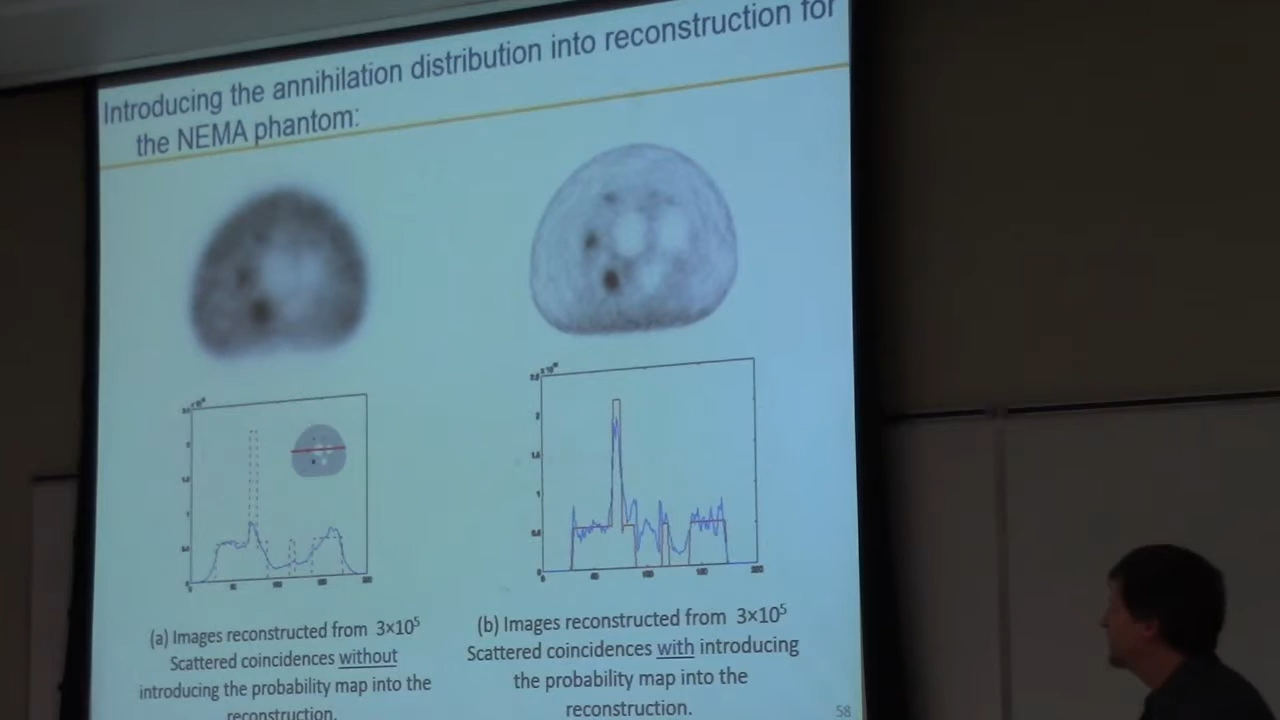 Introducing the annihilation distribution into reconstruction for
the NEMA phantom:
(a) Images reconstructed from 3×10⁵
Scattered coincidences without
introducing the probability map into the
reconstruction.
(b) Images reconstructed from 3×10⁵
Scattered coincidences with introducing
the probability map into the
reconstruction.
58